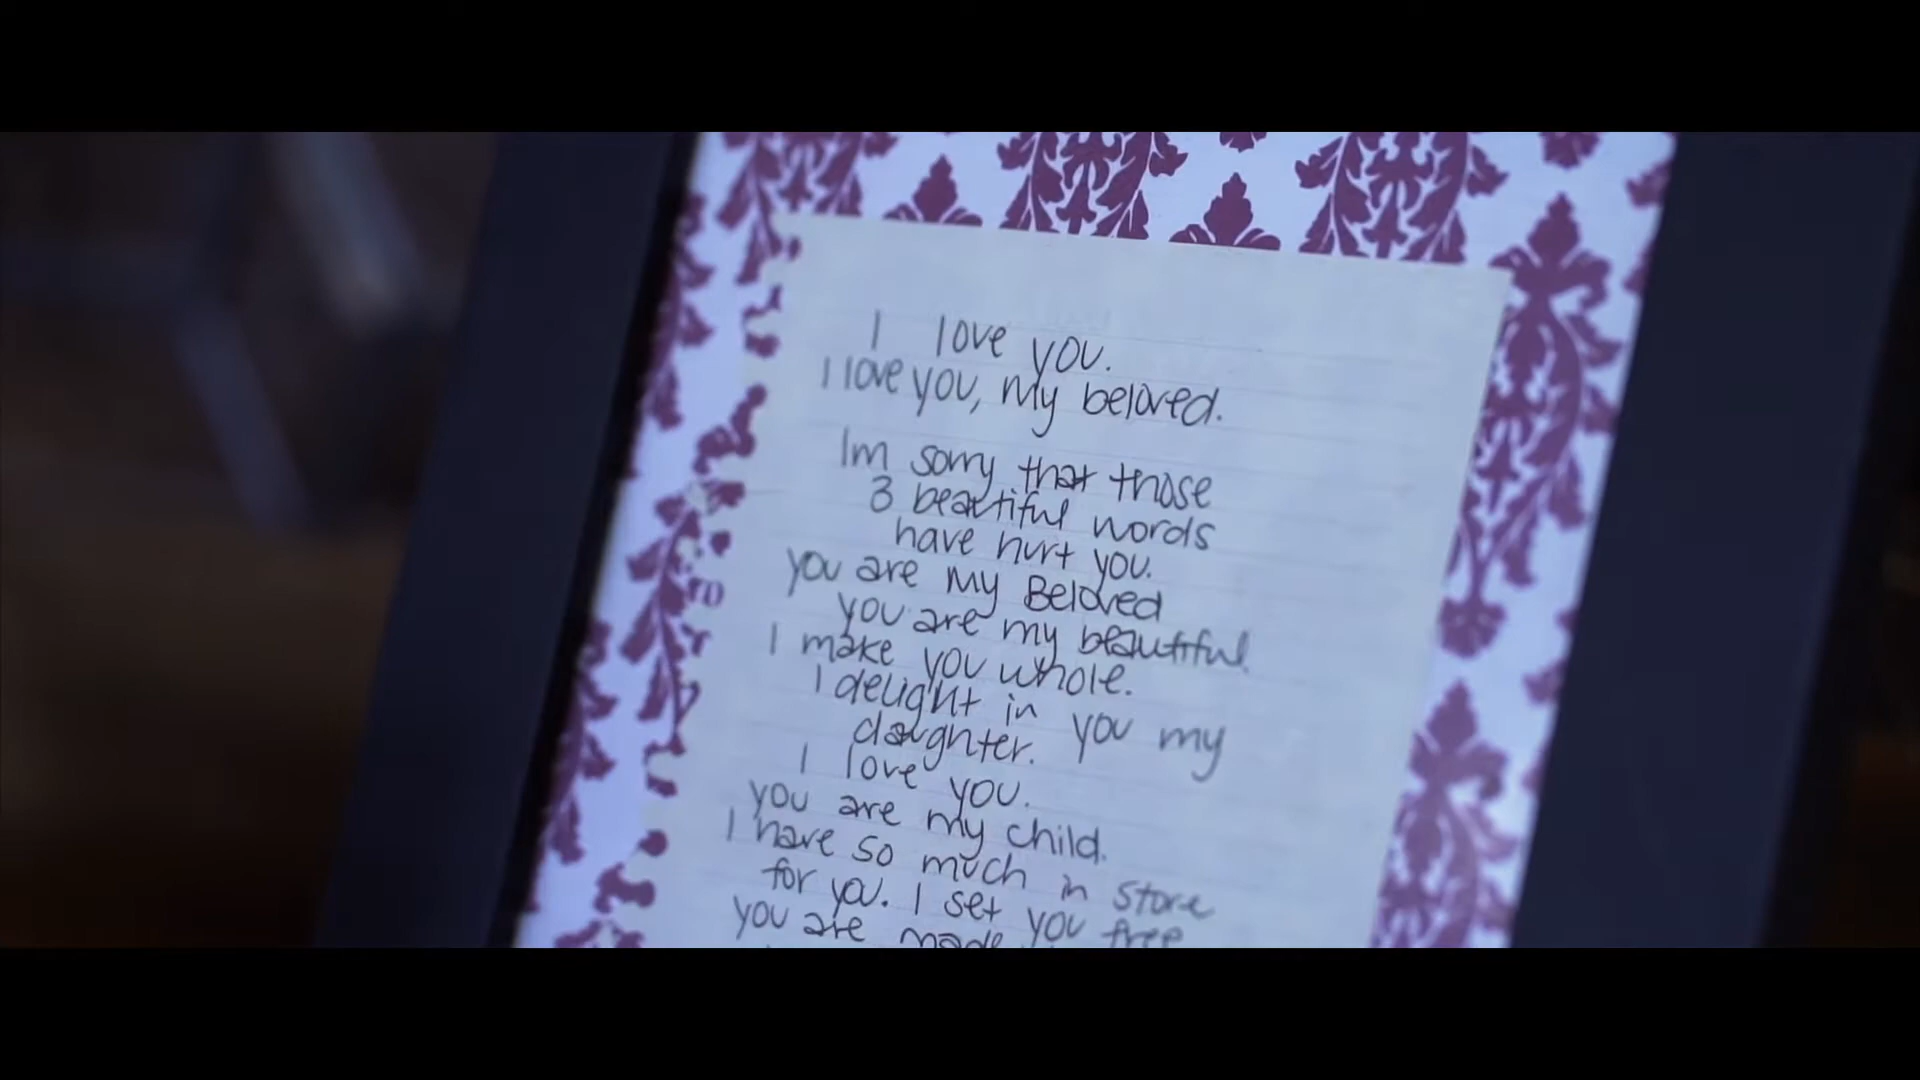 I love you.
I love you, my beloved.
Im sorry that those
3 beautiful words
have hurt you.
you are my Beloved
you are my beautiful.
I make you whole.
I delight in you my
daughter.
I love you.
you are my child.
I have so much in store
for you. I set you free
you are made